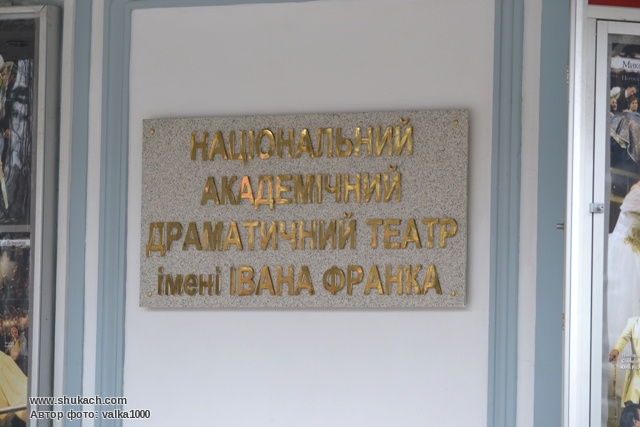 НАЦІОНАЛЬНИЙ
АКАДЕМІЧНИЙ
ДРАМАТИЧНИЙ ТЕАТР
імені ІВАНА ФРАНКА
www.shukach.com
Автор фото: valka1000